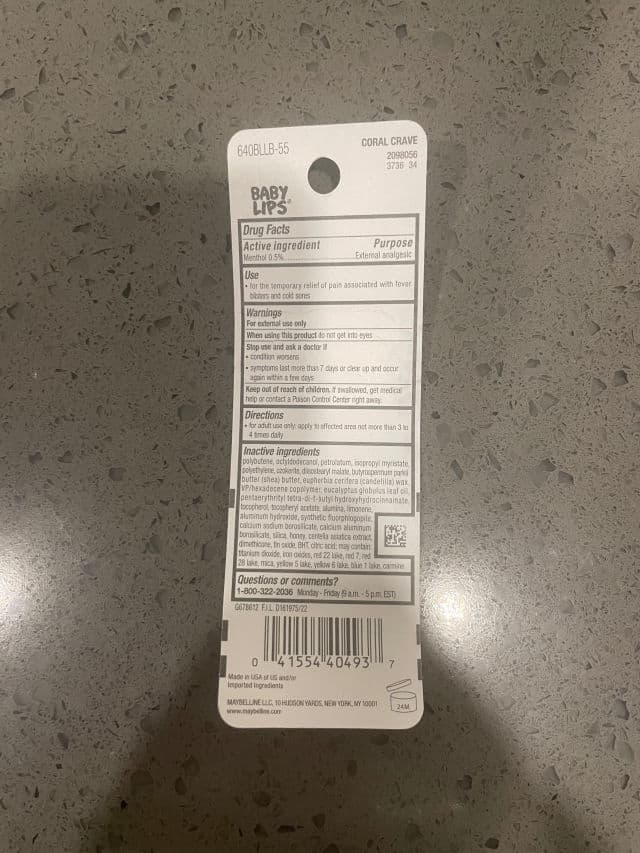 640BLLB-55
CORAL CRAVE
2098056
3736 34
BABY
LIPS®
Drug Facts
Active ingredient Purpose
Menthol 0.5% External analgesic
Use
• for the temporary relief of pain associated with fever
blisters and cold sores
Warnings
For external use only
When using this product do not get into eyes
Stop use and ask a doctor if
• condition worsens
• symptoms last more than 7 days or clear up and occur
again within a few days
Keep out of reach of children. If swallowed, get medical
help or contact a Poison Control Center right away.
Directions
• for adult use only: apply to affected area not more than 3 to
4 times daily
Inactive ingredients
polybutene, octyldodecanol, petrolatum, isopropyl myristate,
polyethylene, ozokerite, diisostearyl malate, butyrospermum parkii
butter (shea) butter, euphorbia cerifera (candelilla) wax,
VP/hexadecene copolymer, eucalyptus globulus leaf oil,
pentaerythrityl tetra-di-t-butyl hydroxyhydrocinnamate,
tocopherol, tocopheryl acetate, alumina, limonene,
aluminum hydroxide, synthetic fluorphlogopite,
calcium sodium borosilicate, calcium aluminum
borosilicate, silica, honey, centella asiatica extract,
dimethicone, tin oxide, BHT, citric acid; may contain:
titanium dioxide, iron oxides, red 22 lake, red 7, red
28 lake, mica, yellow 5 lake, yellow 6 lake, blue 1 lake, carmine
Questions or comments?
1-800-322-2036 Monday - Friday (9 a.m. - 5 p.m. EST)
G678612 F.I.L. D161975/22
0 41554 40493 7
Made in USA of US and/or
Imported Ingredients
MAYBELLINE LLC, 10 HUDSON YARDS, NEW YORK, NY 10001
www.maybelline.com
24M